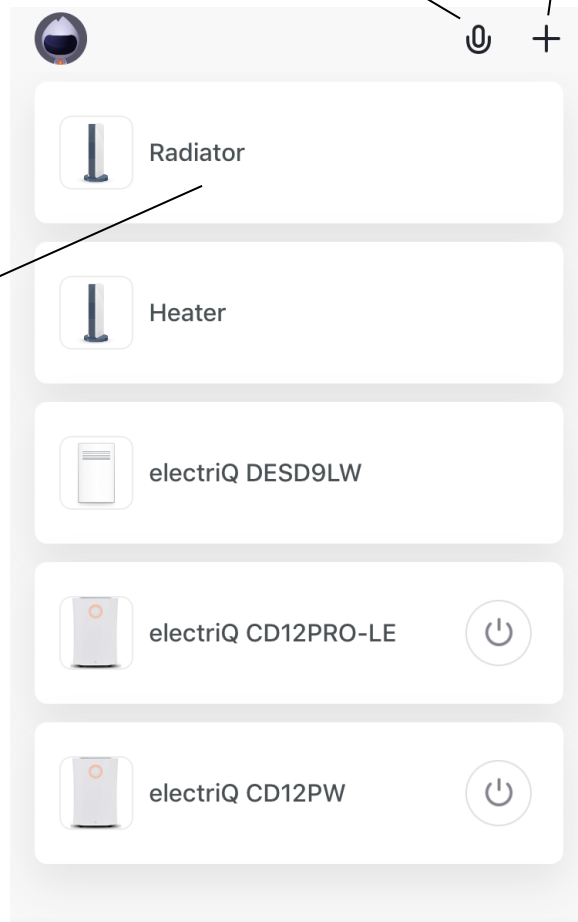 Radiator
Heater
electriQ DESD9LW
electriQ CD12PRO-LE
electriQ CD12PW